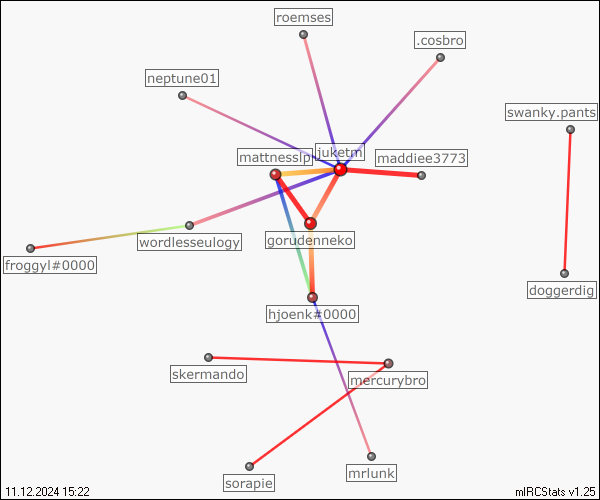 roemses
.cosbro
neptune01
swanky.pants
juketm
mattnesslp
maddiee3773
wordlesseulogy
gorudenneko
froggyl#0000
doggerdig
hjoenk#0000
skermando
mercurybro
sorapie
mrlunk
11.12.2024 15:22
mIRCStats v1.25